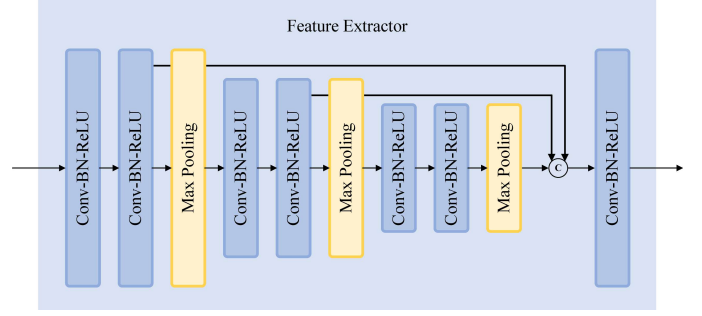 Feature Extractor
Conv-BN-ReLU
Conv-BN-ReLU
Max Pooling
Conv-BN-ReLU
Conv-BN-ReLU
Max Pooling
Conv-BN-ReLU
Conv-BN-ReLU
Max Pooling
C
Conv-BN-ReLU